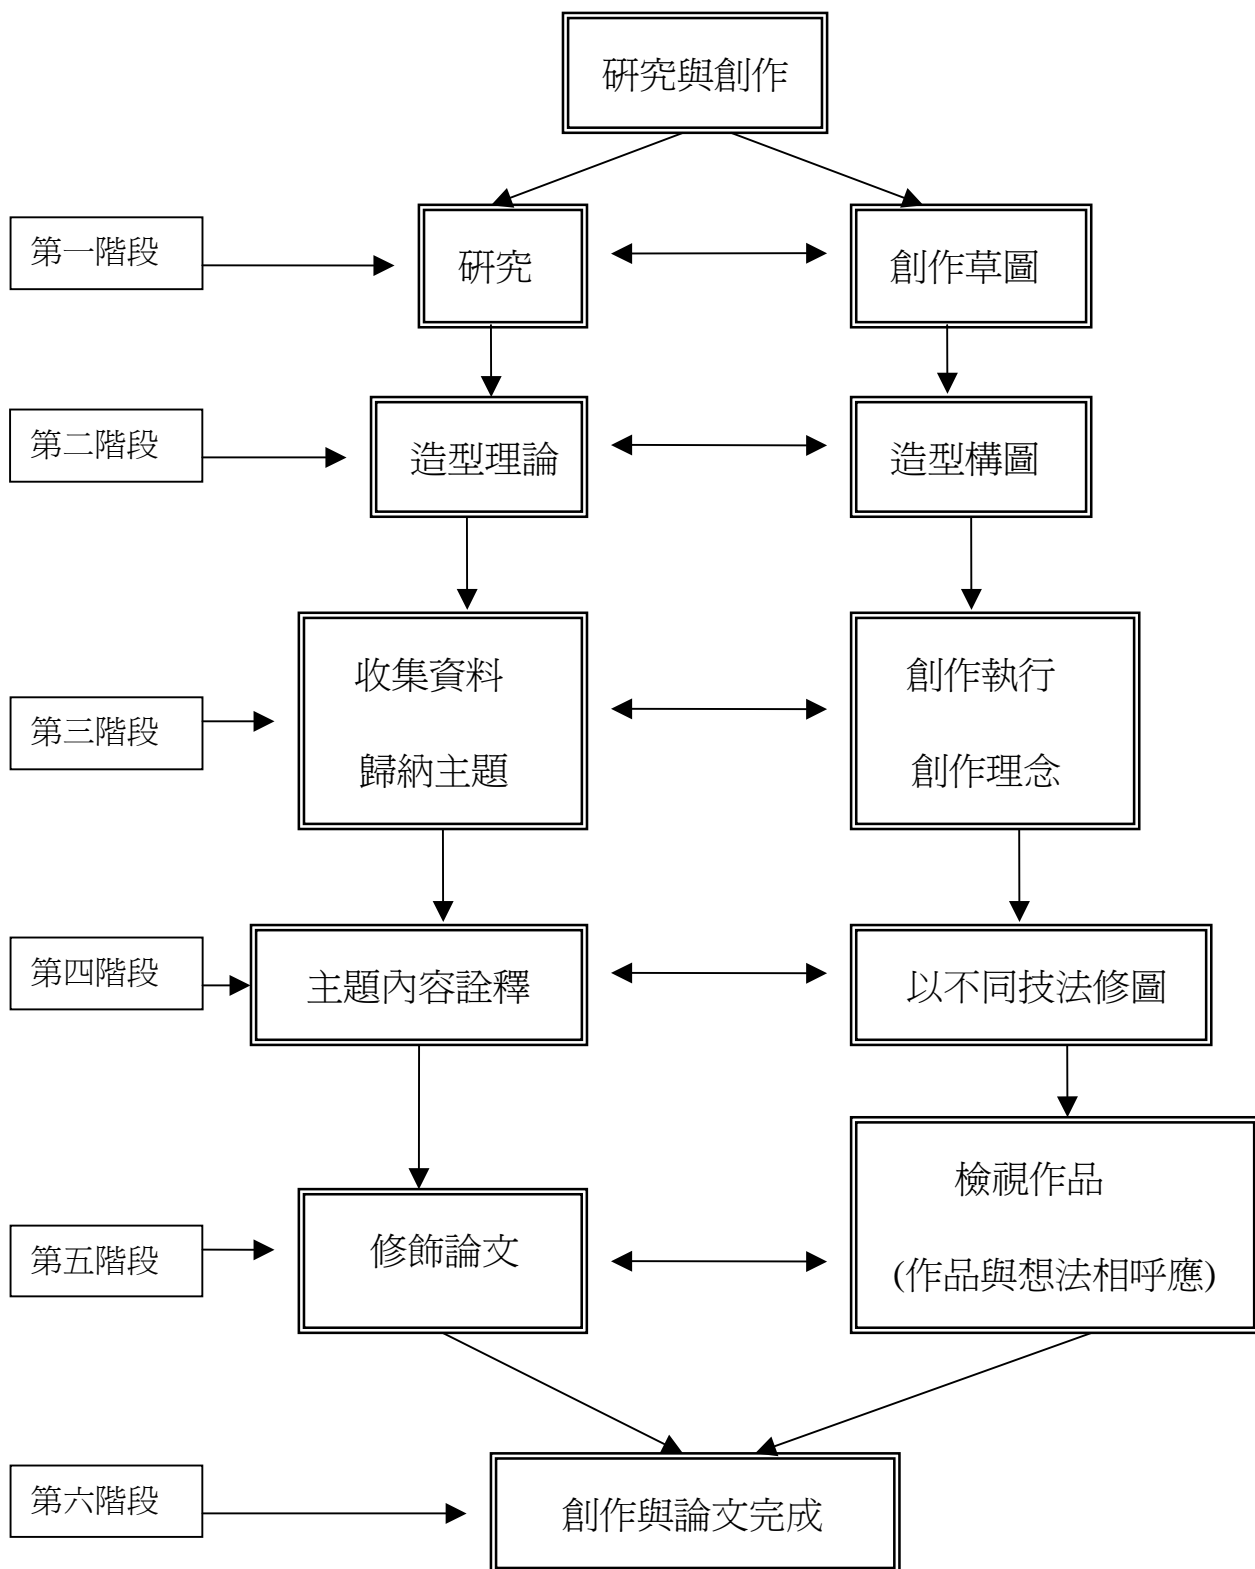 研究與創作
第一階段
研究
創作草圖
第二階段
造型理論
造型構圖
第三階段
收集資料
歸納主題
創作執行
創作理念
第四階段
主題內容詮釋
以不同技法修圖
第五階段
修飾論文
檢視作品
(作品與想法相呼應)
第六階段
創作與論文完成